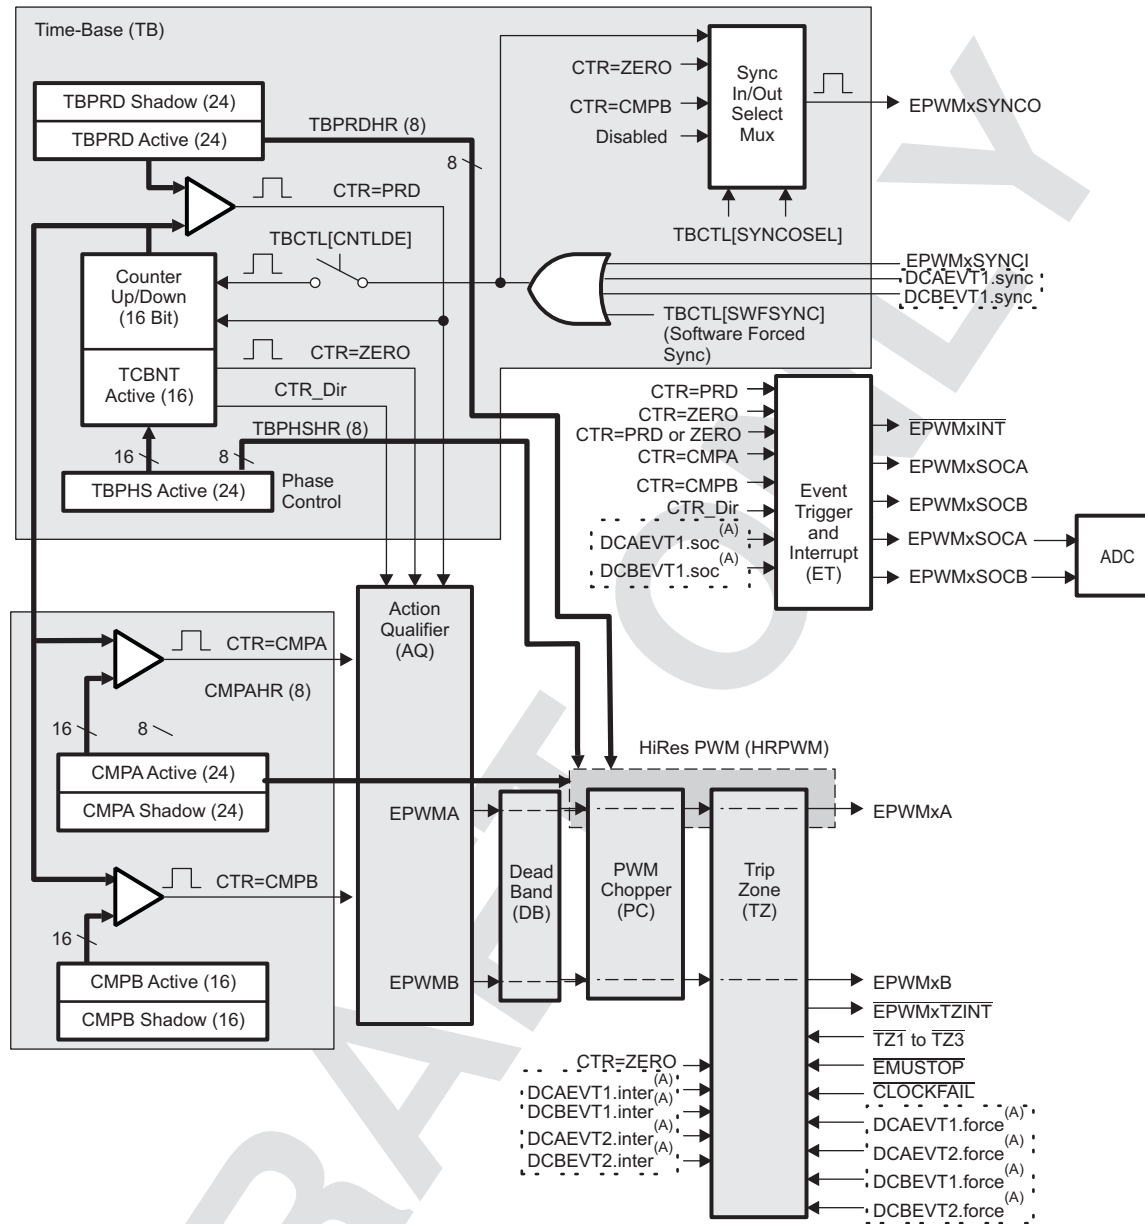 Time-Base (TB)
TBPRD Shadow (24)
TBPRD Active (24)
TBPRDHR (8)
8
CTR=PRD
TBCTL[CNTLDE]
Counter
Up/Down
(16 Bit)
TCBNT
Active (16)
CTR=ZERO
CTR_Dir
TBPHSHR (8)
16
8
TBPHS Active (24)
Phase
Control
CTR=ZERO
CTR=CMPB
Disabled
Sync
In/Out
Select
Mux
EPWMxSYNCO
TBCTL[SYNCOSEL]
EPWMxSYNCI
DCAEVT1.sync
DCBEVT1.sync
TBCTL[SWFSYNC]
(Software Forced
Sync)
CTR=PRD
CTR=ZERO
CTR=PRD or ZERO
CTR=CMPA
CTR=CMPB
CTR_Dir
DCAEVT1.soc(A)
DCBEVT1.soc(A)
Event
Trigger
and
Interrupt
(ET)
EPWMxINT
EPWMxSOCA
EPWMxSOCB
EPWMxSOCA
EPWMxSOCB
ADC
Action
Qualifier
(AQ)
CTR=CMPA
CMPAHR (8)
16
8
CMPA Active (24)
CMPA Shadow (24)
CTR=CMPB
16
CMPB Active (16)
CMPB Shadow (16)
EPWMA
EPWMB
HiRes PWM (HRPWM)
Dead
Band
(DB)
PWM
Chopper
(PC)
Trip
Zone
(TZ)
EPWMxA
EPWMxB
EPWMxTZINT
TZ1 to TZ3
EMUSTOP
CLOCKFAIL
DCAEVT1.force(A)
DCAEVT2.force(A)
DCBEVT1.force(A)
DCBEVT2.force(A)
CTR=ZERO
DCAEVT1.inter(A)
DCBEVT1.inter(A)
DCAEVT2.inter(A)
DCBEVT2.inter(A)